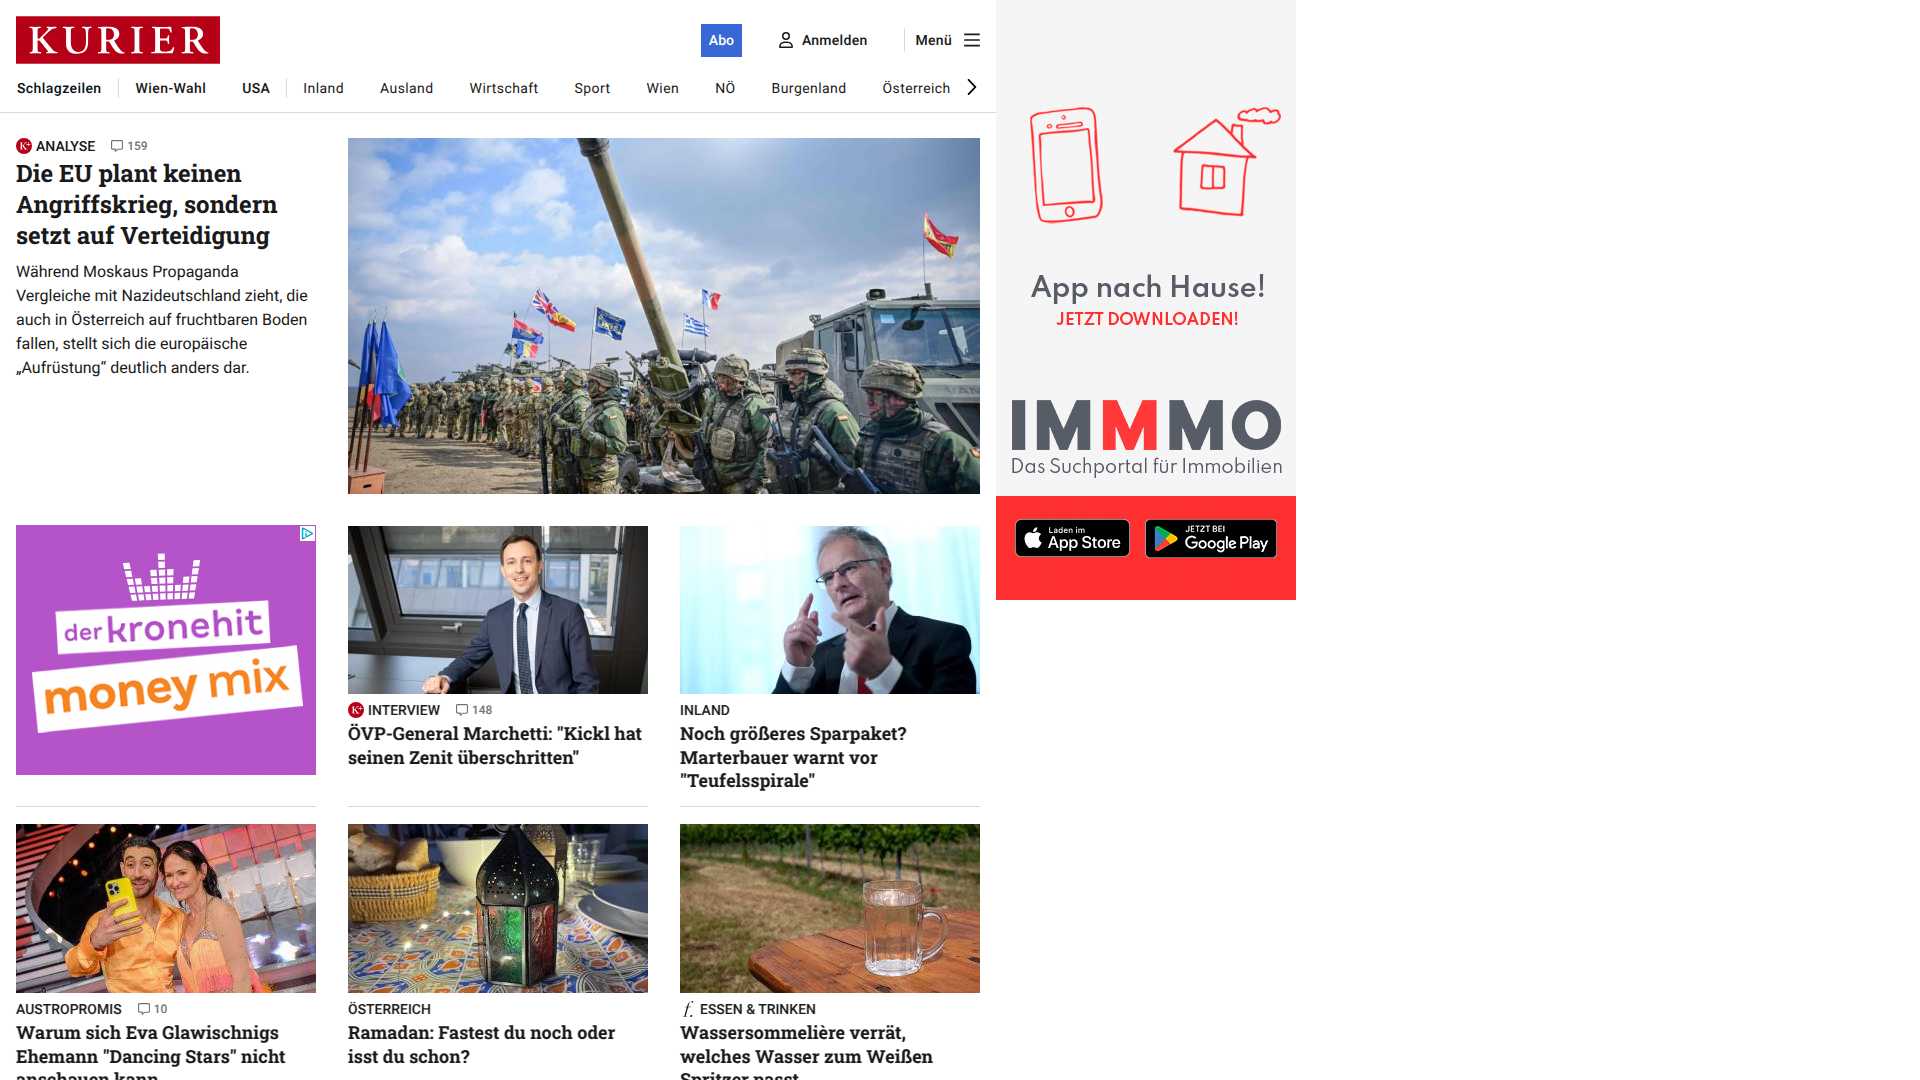 KURIER
Abo
Anmelden
Menü
Schlagzeilen
Wien-Wahl
USA
Inland
Ausland
Wirtschaft
Sport
Wien
NÖ
Burgenland
Österreich
ANALYSE
159
Die EU plant keinen
Angriffskrieg, sondern
setzt auf Verteidigung
Während Moskaus Propaganda
Vergleiche mit Nazideutschland zieht, die
auch in Österreich auf fruchtbaren Boden
fallen, stellt sich die europäische
„Aufrüstung“ deutlich anders dar.
App nach Hause!
JETZT DOWNLOADEN!
IMMMO
Das Suchportal für Immobilien
Laden im
App Store
JETZT BEI
Google Play
der kronehit
money mix
K+ INTERVIEW
148
ÖVP-General Marchetti: "Kickl hat
seinen Zenit überschritten"
INLAND
Noch größeres Sparpaket?
Marterbauer warnt vor
"Teufelsspirale"
AUSTROPROMIS
10
Warum sich Eva Glawischnigs
Ehemann "Dancing Stars" nicht
anschauen kann
ÖSTERREICH
Ramadan: Fastest du noch oder
isst du schon?
f. ESSEN & TRINKEN
Wassersommelière verrät,
welches Wasser zum Weißen
Spritzer passt